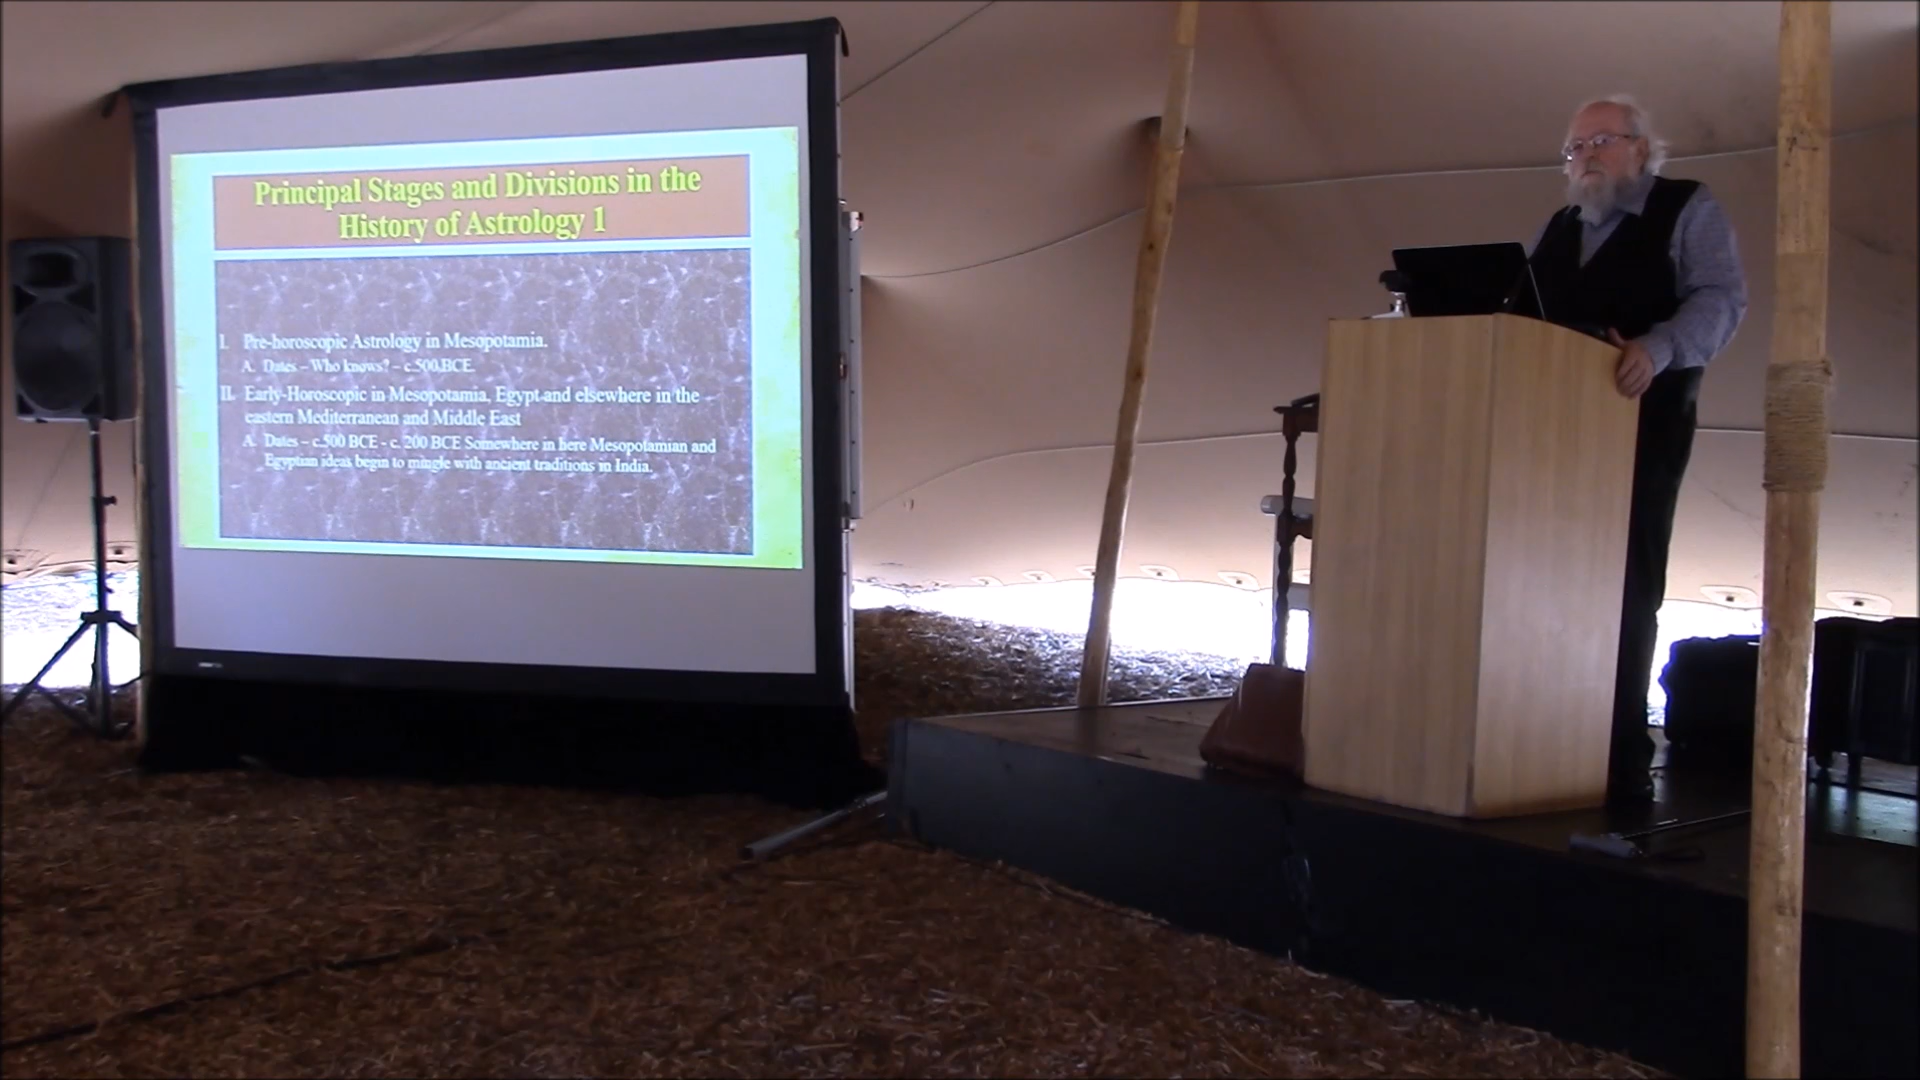 Principal Stages and Divisions in the
History of Astrology 1
I. Pre-horoscopic Astrology in Mesopotamia.
A. Dates – Who knows? – c.500 BCE.
II. Early-Horoscopic in Mesopotamia, Egypt and elsewhere in the
eastern Mediterranean and Middle East
A. Dates – c.500 BCE - c. 200 BCE Somewhere in here Mesopotamian and
Egyptian ideas begin to mingle with ancient traditions in India.